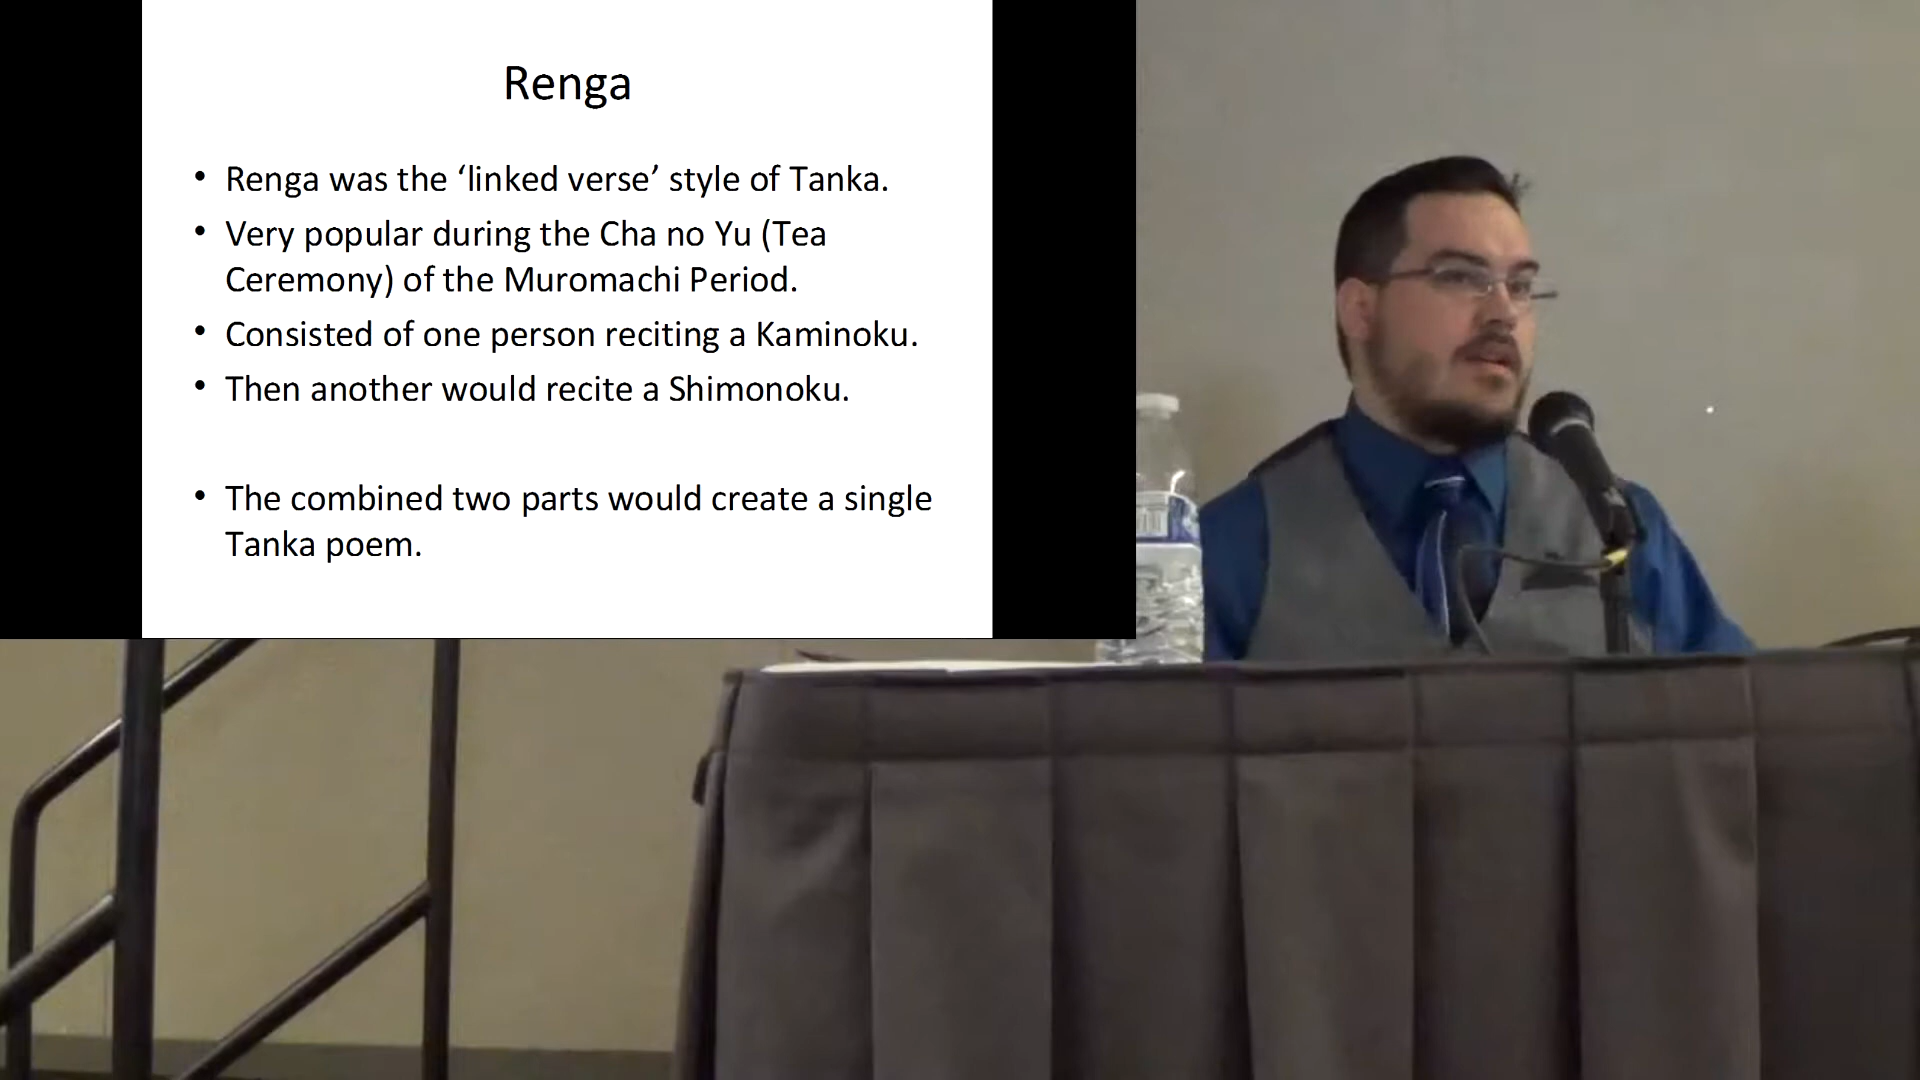 Renga
• Renga was the ‘linked verse’ style of Tanka.
• Very popular during the Cha no Yu (Tea
Ceremony) of the Muromachi Period.
• Consisted of one person reciting a Kaminoku.
• Then another would recite a Shimonoku.
• The combined two parts would create a single
Tanka poem.